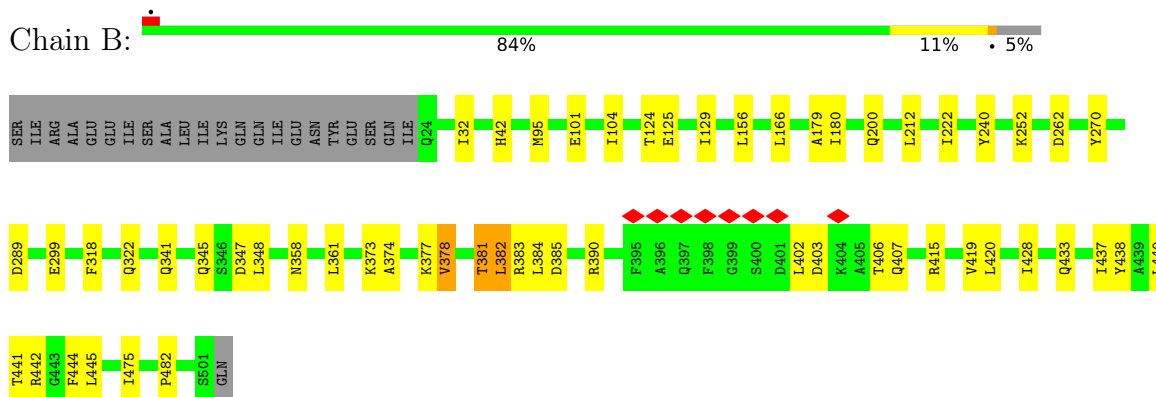 Chain B: 84% 11% • 5%
SER ILE ARG ALA GLU GLU ILE SER ALA LEU ILE LYS GLN GLN ILE GLU ASN TYR GLU SER GLN ILE Q24 I32 H42 M95 E101 I104 T124 E125 I129 L156 L166 A179 I180 Q200 L212 I222 Y240 K252 D262 Y270
D289 E299 F318 Q322 Q341 Q345 S346 D347 L348 N358 L361 K373 A374 K377 V378 T381 L382 R383 L384 D385 R390 F395 A396 Q397 F398 G399 S400 D401 L402 D403 K404 A405 T406 Q407 R415 V419 L420 I428 Q433 I437 Y438 A439 L440
T441 R442 G443 F444 L445 I475 P482 S501 GLN